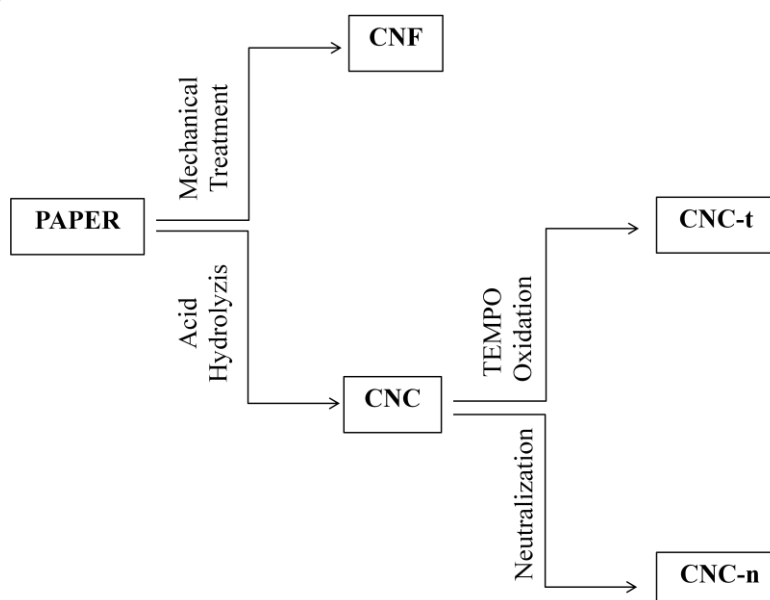 CNF
Mechanical
Treatment
PAPER
CNC-t
Acid
Hydrolyzis
TEMPO
Oxidation
CNC
Neutralization
CNC-n